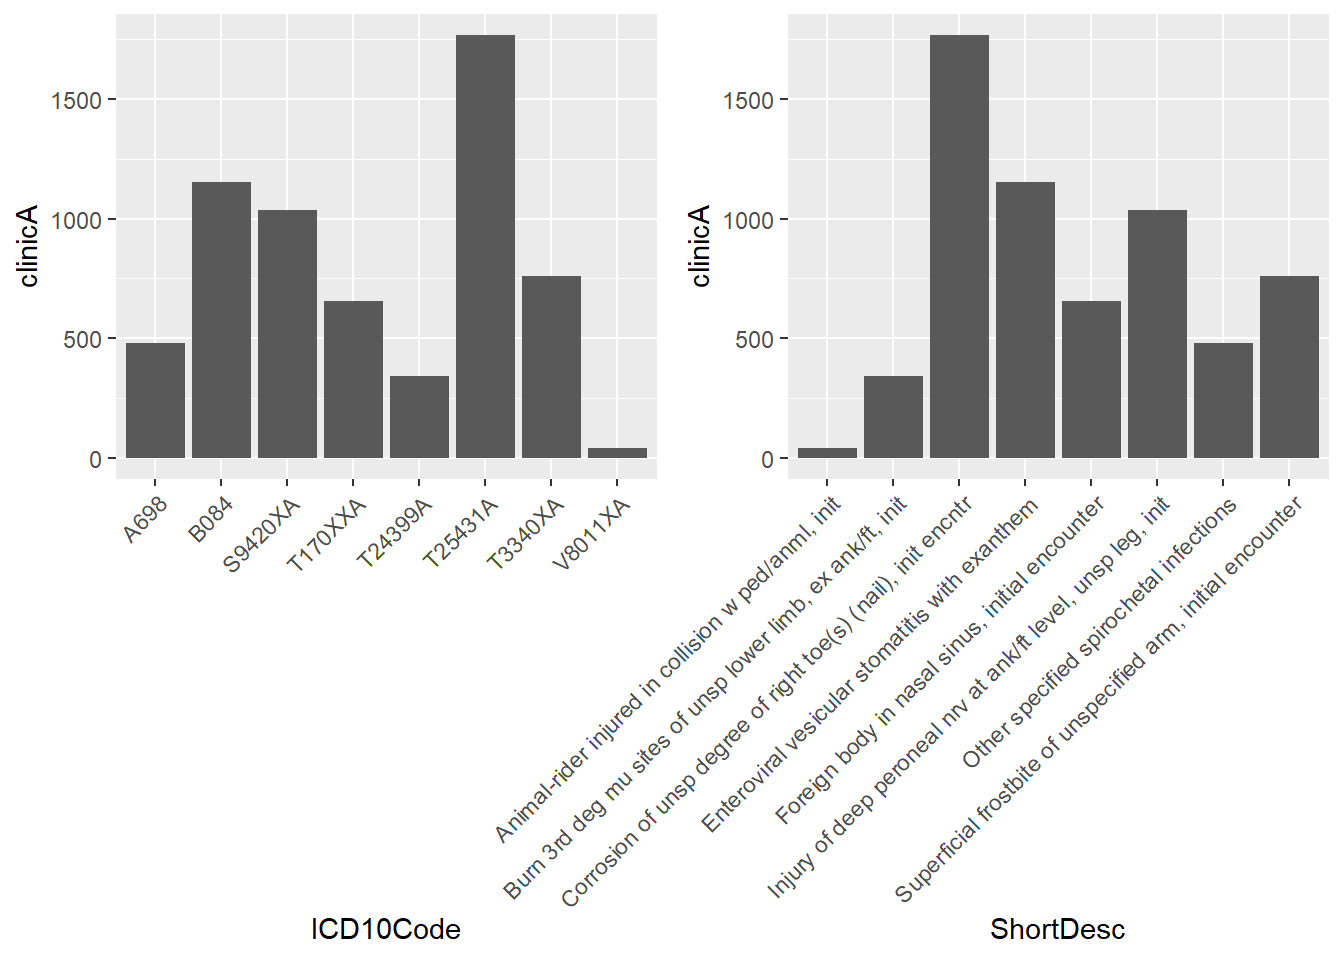 clinicA
1500
1000
500
0
A698
B084
S9420XA
T170XXA
T24399A
T25431A
T3340XA
V8011XA
ICD10Code
clinicA
1500
1000
500
0
Animal-rider injured in collision w ped/anml, init
Burn 3rd deg mu sites of unsp lower limb, ex ank/ft, init
Corrosion of unsp degree of right toe(s) (nail), init encntr
Enteroviral vesicular stomatitis with exanthem
Foreign body in nasal sinus, initial encounter
Injury of deep peroneal nrv at ank/ft level, unsp leg, init
Other specified spirochetal infections
Superficial frostbite of unspecified arm, initial encounter
ShortDesc